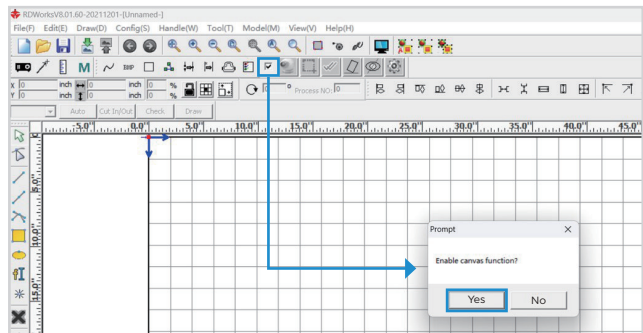 RDWorksV8.01.60-20211201-[Unnamed-]
File(F) Edit(E) Draw(D) Config(S) Handle(W) Tool(T) Model(M) View(V) Help(H)
M BMP
X 0 inch 0 inch 0 %
Y 0 inch 0 inch 0 % 0 ° Process NO: 0
Auto Cut In/Out Check Draw
-5.0" 0.0" 5.0" 10.0" 15.0" 20.0" 25.0" 30.0" 35.0" 40.0" 45.0"
5.0"
10.0"
15.0"
Prompt X
Enable canvas function?
Yes No